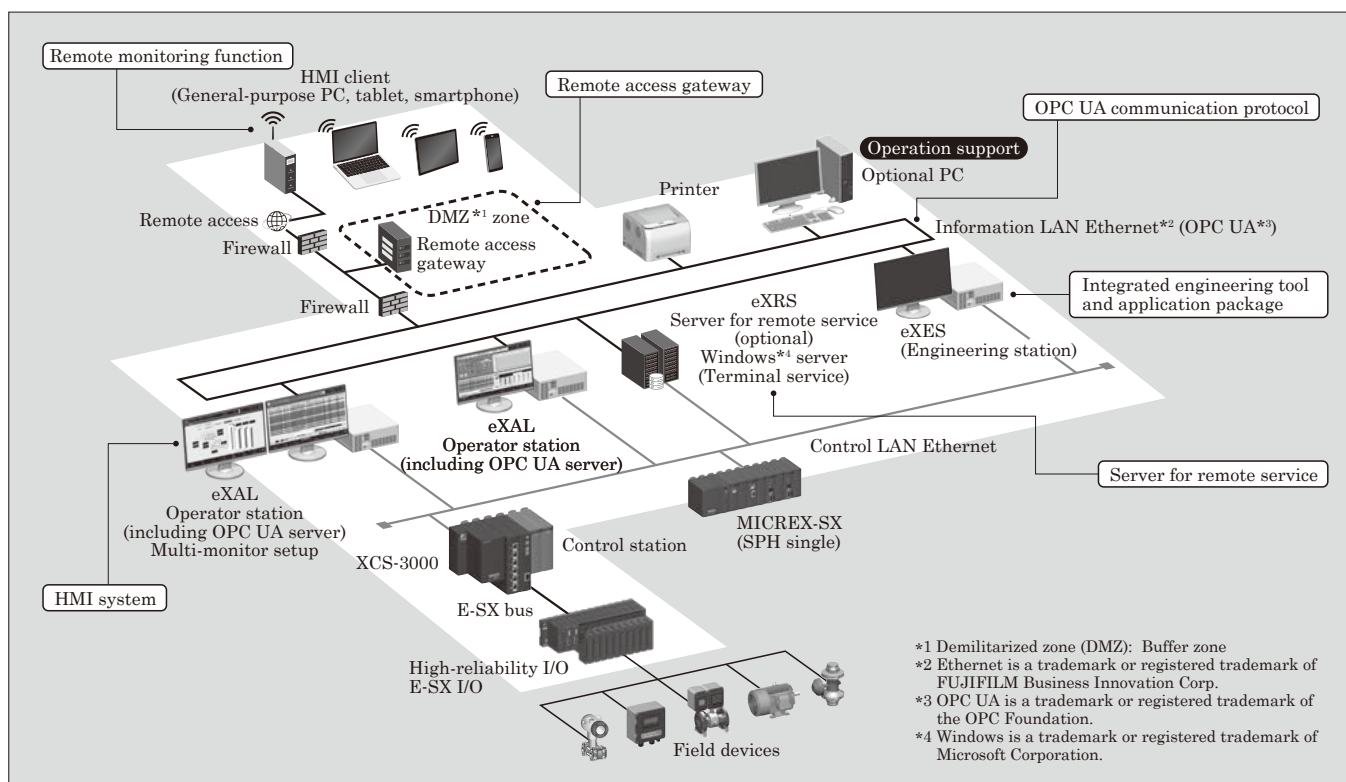 Remote monitoring function
HMI client
(General-purpose PC, tablet, smartphone)
Remote access gateway
OPC UA communication protocol
Operation support
Optional PC
Printer
Remote access
Firewall
DMZ*1 zone
Remote access
gateway
Information LAN Ethernet*2 (OPC UA*3)
Firewall
Integrated engineering tool
and application package
eXRS
Server for remote service
(optional)
Windows*4 server
(Terminal service)
eXES
(Engineering station)
eXAL
Operator station
(including OPC UA server)
Control LAN Ethernet
Server for remote service
eXAL
Operator station
(including OPC UA server)
Multi-monitor setup
MICREX-SX
(SPH single)
XCS-3000
Control station
HMI system
E-SX bus
High-reliability I/O
E-SX I/O
Field devices
*1 Demilitarized zone (DMZ): Buffer zone
*2 Ethernet is a trademark or registered trademark of
FUJIFILM Business Innovation Corp.
*3 OPC UA is a trademark or registered trademark of
the OPC Foundation.
*4 Windows is a trademark or registered trademark of
Microsoft Corporation.